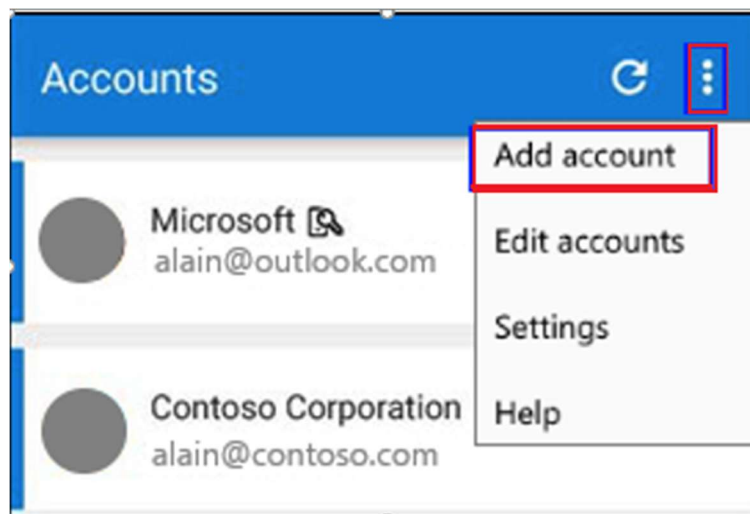 Accounts
Add account
Microsoft
Edit accounts
alain@outlook.com
Settings
Contoso Corporation
Help
alain@contoso.com